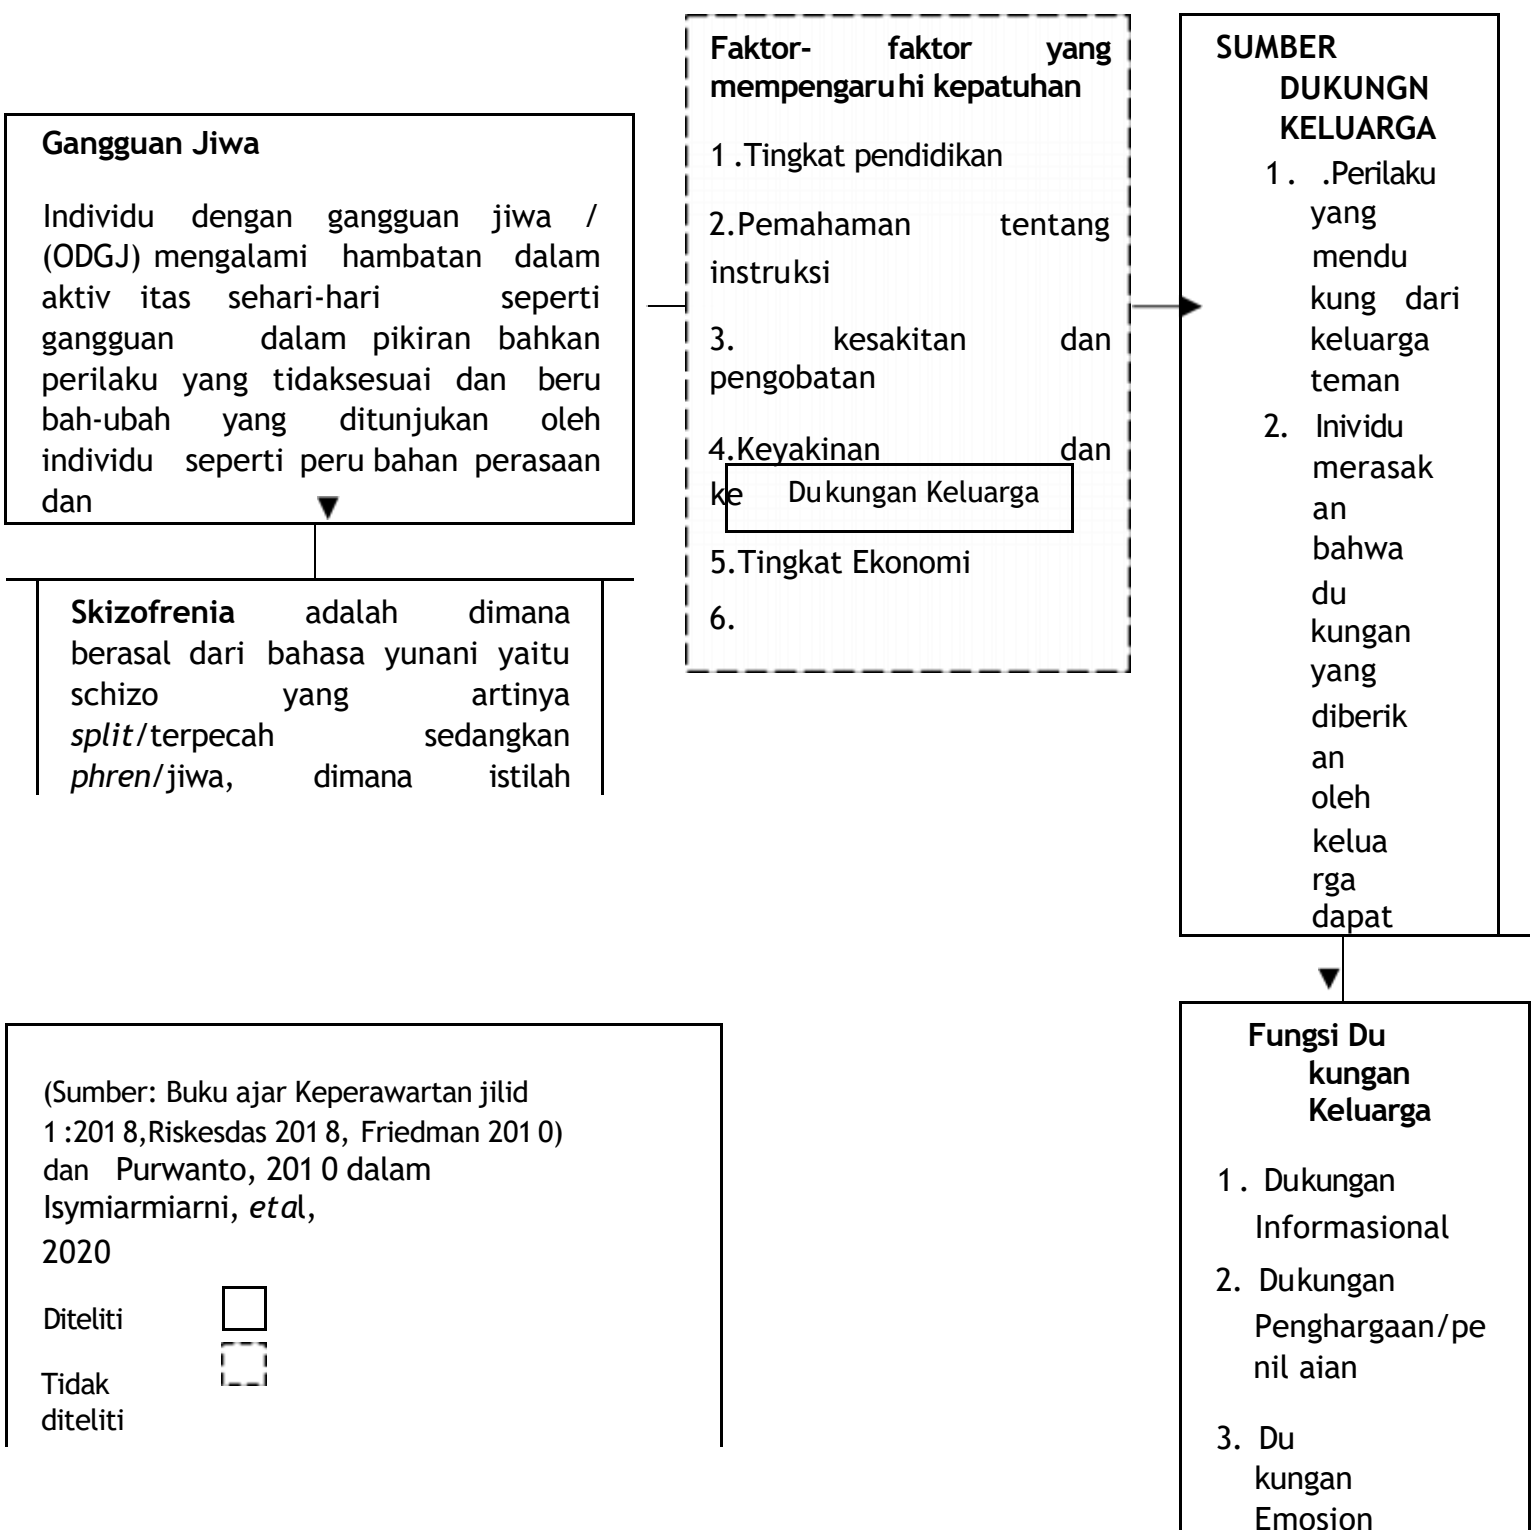 Gangguan Jiwa
Individu dengan gangguan jiwa /
(ODGJ) mengalami hambatan dalam
aktiv itas sehari-hari seperti
gangguan dalam pikiran bahkan
perilaku yang tidaksesuai dan beru
bah-ubah yang ditunjukan oleh
individu seperti peru bahan perasaan
dan
Skizofrenia adalah dimana
berasal dari bahasa yunani yaitu
schizo yang artinya
split/terpecah sedangkan
phren/jiwa, dimana istilah
Faktor- faktor yang
mempengaruhi kepatuhan
1.Tingkat pendidikan
2.Pemahaman tentang
instruksi
3. kesakitan dan
pengobatan
4.Keyakinan dan
ke
Dukungan Keluarga
5.Tingkat Ekonomi
6.
SUMBER
DUKUNGN
KELUARGA
1. .Perilaku
yang
mendu
kung dari
keluarga
teman
2. Inividu
merasak
an
bahwa
du
kungan
yang
diberik
an
oleh
kelua
rga
dapat
Fungsi Du
kungan
Keluarga
1. Dukungan
Informasional
2. Dukungan
Penghargaan/pe
nil aian
3. Du
kungan
Emosion
(Sumber: Buku ajar Keperawartan jilid
1:2018,Riskesdas 2018, Friedman 2010)
dan Purwanto, 2010 dalam
Isymiarmiarni, etal,
2020
Diteliti
Tidak
diteliti